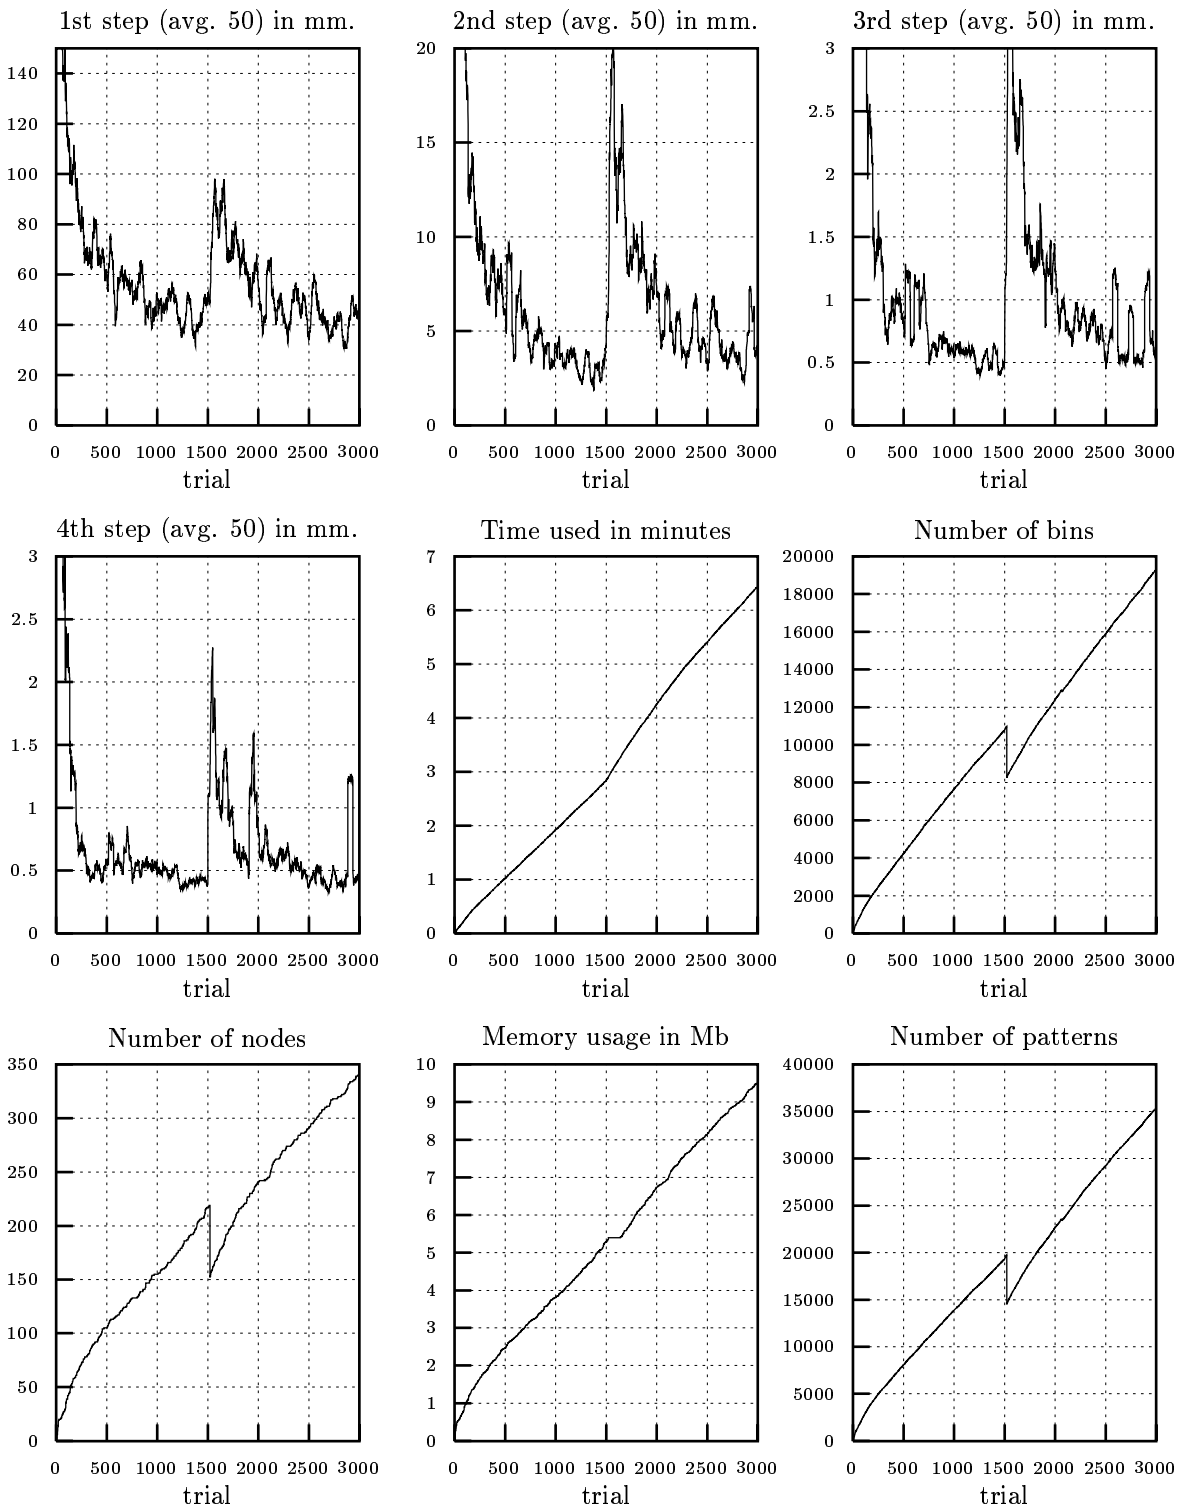 1st step (avg. 50) in mm.
140
120
100
80
60
40
20
0
0 500 1000 1500 2000 2500 3000
trial
2nd step (avg. 50) in mm.
20
15
10
5
0
0 500 1000 1500 2000 2500 3000
trial
3rd step (avg. 50) in mm.
3
2.5
2
1.5
1
0.5
0
0 500 1000 1500 2000 2500 3000
trial
4th step (avg. 50) in mm.
3
2.5
2
1.5
1
0.5
0
0 500 1000 1500 2000 2500 3000
trial
Time used in minutes
7
6
5
4
3
2
1
0
0 500 1000 1500 2000 2500 3000
trial
Number of bins
20000
18000
16000
14000
12000
10000
8000
6000
4000
2000
0
0 500 1000 1500 2000 2500 3000
trial
Number of nodes
350
300
250
200
150
100
50
0
0 500 1000 1500 2000 2500 3000
trial
Memory usage in Mb
10
9
8
7
6
5
4
3
2
1
0
0 500 1000 1500 2000 2500 3000
trial
Number of patterns
40000
35000
30000
25000
20000
15000
10000
5000
0
0 500 1000 1500 2000 2500 3000
trial